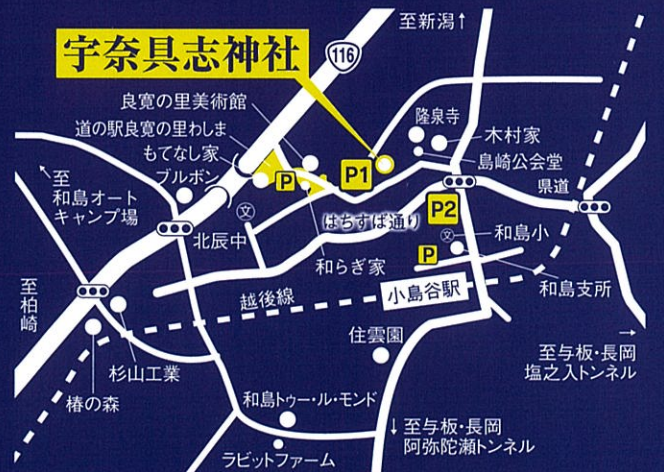 至新潟↑
宇奈具志神社
116
良寛の里美術館
道の駅良寛の里わしま
もてなし家
ブルボン
隆泉寺
木村家
島崎公会堂
県道
P
P1
P2
至
和島オート
キャンプ場
文
はちすば通り
北辰中
和らぎ家
文
和島小
P
和島支所
至柏崎
越後線
小島谷駅
住雲園
至与板・長岡
塩之入トンネル
→
杉山工業
椿の森
和島トゥー・ル・モンド
ラビットファーム
↓至与板・長岡
阿弥陀瀬トンネル